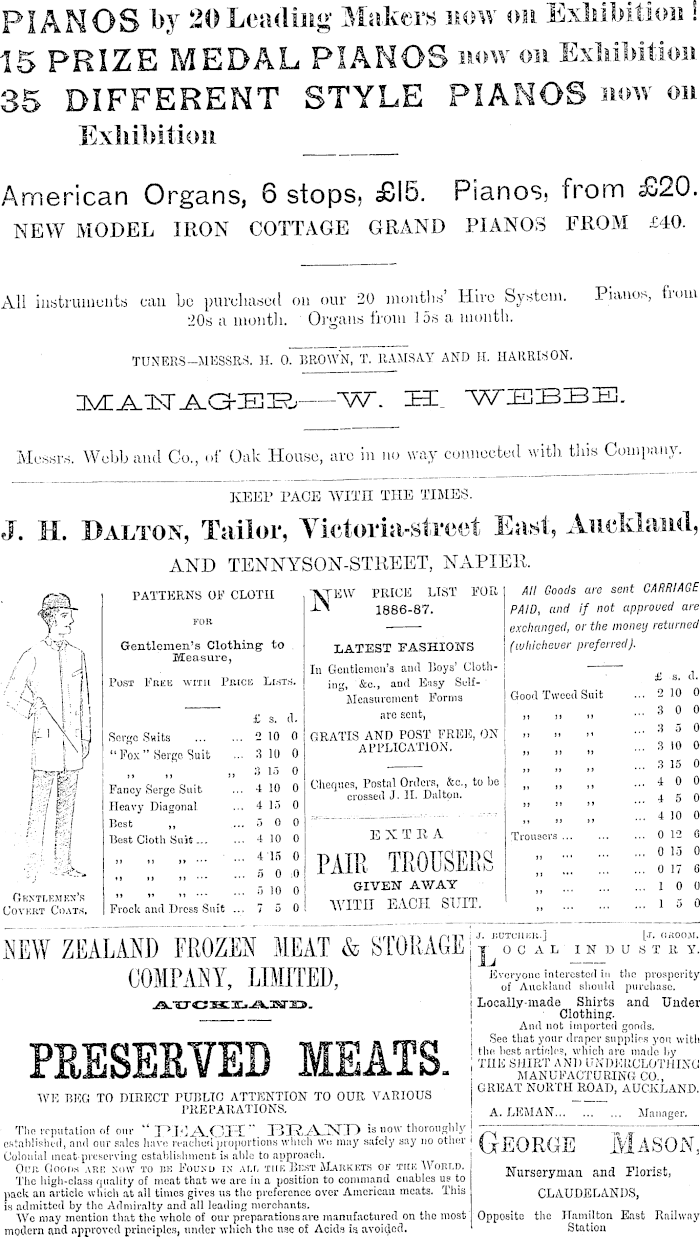 PIANOS by 20 Leading Makers now on Exhibition!
15 PRIZE MEDAL PIANOS now on Exhibition
35 DIFFERENT STYLE PIANOS now on
Exhibition
American Organs, 6 stops, £15. Pianos, from £20.
NEW MODEL IRON COTTAGE GRAND PIANOS FROM £40.
All instruments can be purchased on our 20 months' Hire System. Pianos, from
20s a month. Organs from 15s a month.
TUNERS—MESSRS. H. O. BROWN, T. RAMSAY AND H. HARRISON.
MANAGER—W. H. WEBBE.
Messrs. Webb and Co., of Oak House, are in no way connected with this Company.
KEEP PACE WITH THE TIMES.
J. H. DALTON, Tailor, Victoria-street East, Auckland,
AND TENNYSON-STREET, NAPIER.
GENTLEMEN'S
COVERT COATS.
PATTERNS OF CLOTH
FOR
Gentlemen's Clothing to
Measure,
POST FREE WITH PRICE LISTS.
£ s. d.
Serge Suits ... ... 2 10 0
"Fox" Serge Suit ... 3 10 0
„ „ „ 3 15 0
Fancy Serge Suit ... 4 10 0
Heavy Diagonal ... 4 15 0
Best „ ... 5 0 0
Best Cloth Suit ... ... 4 10 0
„ „ „ ... ... 4 15 0
„ „ „ ... ... 5 0 0
„ „ „ ... ... 5 10 0
Frock and Dress Suit ... 7 5 0
NEW PRICE LIST FOR
1886-87.
LATEST FASHIONS
In Gentlemen's and Boys' Cloth-
ing, &c., and Easy Self-
Measurement Forms
are sent,
GRATIS AND POST FREE, ON
APPLICATION.
Cheques, Postal Orders, &c., to be
crossed J. H. Dalton.
EXTRA
PAIR TROUSERS
GIVEN AWAY
WITH EACH SUIT.
All Goods are sent CARRIAGE
PAID, and if not approved are
exchanged, or the money returned
(whichever preferred).
£ s. d.
Good Tweed Suit ... 2 10 0
„ „ „ ... 3 0 0
„ „ „ ... 3 5 0
„ „ „ ... 3 10 0
„ „ „ ... 3 15 0
„ „ „ ... 4 0 0
„ „ „ ... 4 5 0
„ „ „ ... 4 10 0
Trousers ... ... ... 0 12 6
„ ... ... ... 0 15 0
„ ... ... ... 0 17 6
„ ... ... ... 1 0 0
„ ... ... ... 1 5 0
NEW ZEALAND FROZEN MEAT & STORAGE
COMPANY, LIMITED,
AUCKLAND.
PRESERVED MEATS.
WE BEG TO DIRECT PUBLIC ATTENTION TO OUR VARIOUS
PREPARATIONS.
The reputation of our "PEACH" BRAND is now thoroughly
established, and our sales have reached proportions which we may safely say no other
Colonial meat-preserving establishment is able to approach.
OUR GOODS ARE NOW TO BE FOUND IN ALL THE BEST MARKETS OF THE WORLD.
The high-class quality of meat that we are in a position to command enables us to
pack an article which at all times gives us the preference over American meats. This
is admitted by the Admiralty and all leading merchants.
We may mention that the whole of our preparations are manufactured on the most
modern and approved principles, under which the use of Acids is avoided.
J. BUTCHER.] [J. GROOM.
LOCAL INDUSTRY.
Everyone interested in the prosperity
of Auckland should purchase.
Locally-made Shirts and Under
Clothing.
And not imported goods.
See that your draper supplies you with
the best articles, which are made by
THE SHIRT AND UNDERCLOTHING
MANUFACTURING CO.,
GREAT NORTH ROAD, AUCKLAND.
A. LEMAN... ... ... Manager.
GEORGE MASON,
Nurseryman and Florist,
CLAUDELANDS,
Opposite the Hamilton East Railway
Station